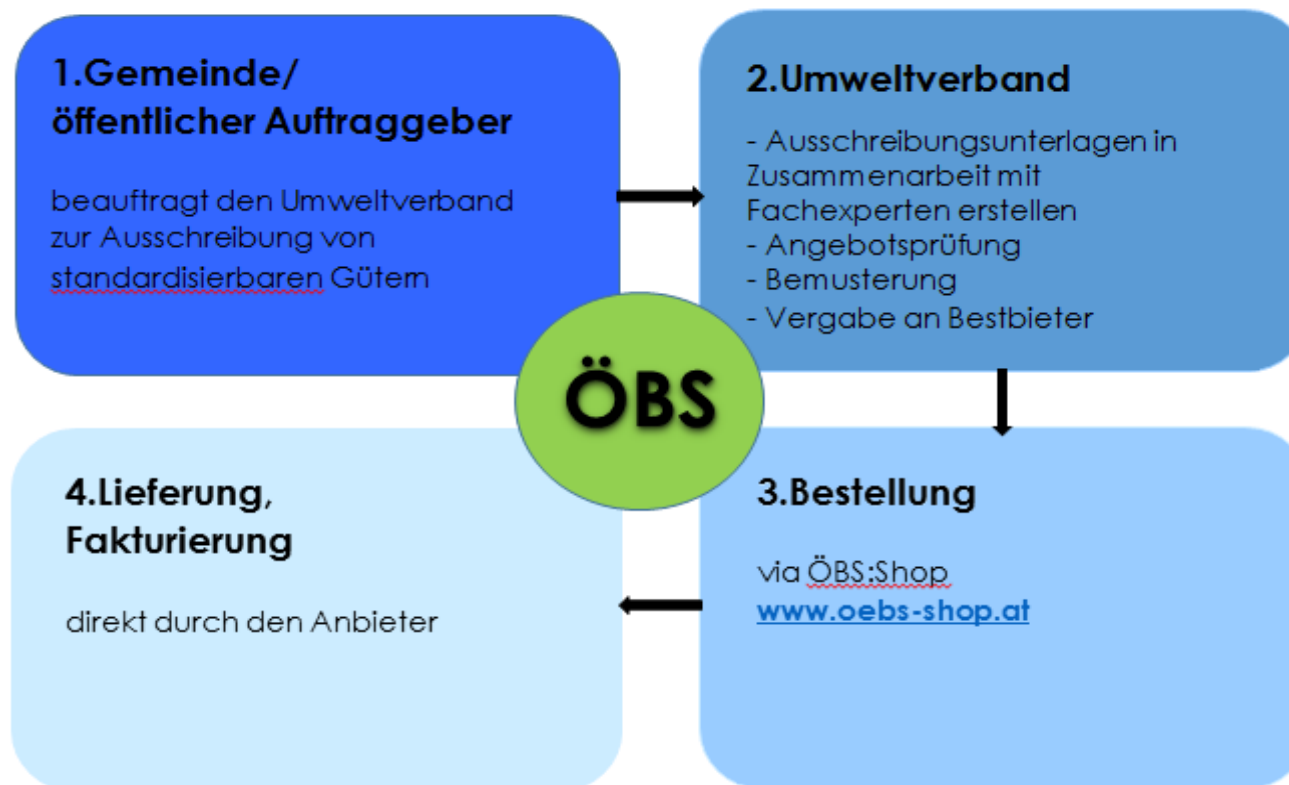 1.Gemeinde/
öffentlicher Auftraggeber
beauftragt den Umweltverband
zur Ausschreibung von
standardisierbaren Gütern
2.Umweltverband
- Ausschreibungsunterlagen in
Zusammenarbeit mit
Fachexperten erstellen
- Angebotsprüfung
- Bemusterung
- Vergabe an Bestbieter
ÖBS
3.Bestellung
via ÖBS:Shop
www.oebs-shop.at
4.Lieferung,
Fakturierung
direkt durch den Anbieter